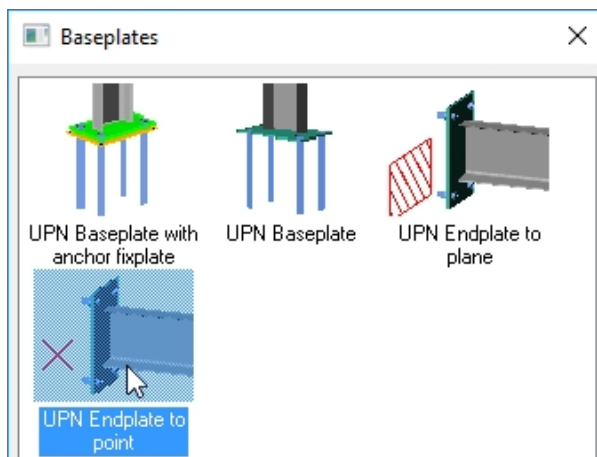 Baseplates
UPN Baseplate with
anchor fixplate
UPN Baseplate
UPN Endplate to
plane
UPN Endplate to
point